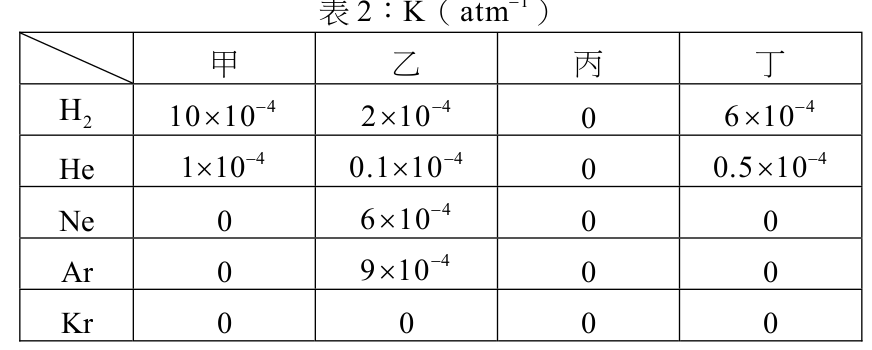 表2：K（atm⁻¹）
甲 乙 丙 丁
H₂ 10×10⁻⁴ 2×10⁻⁴ 0 6×10⁻⁴
He 1×10⁻⁴ 0.1×10⁻⁴ 0 0.5×10⁻⁴
Ne 0 6×10⁻⁴ 0 0
Ar 0 9×10⁻⁴ 0 0
Kr 0 0 0 0